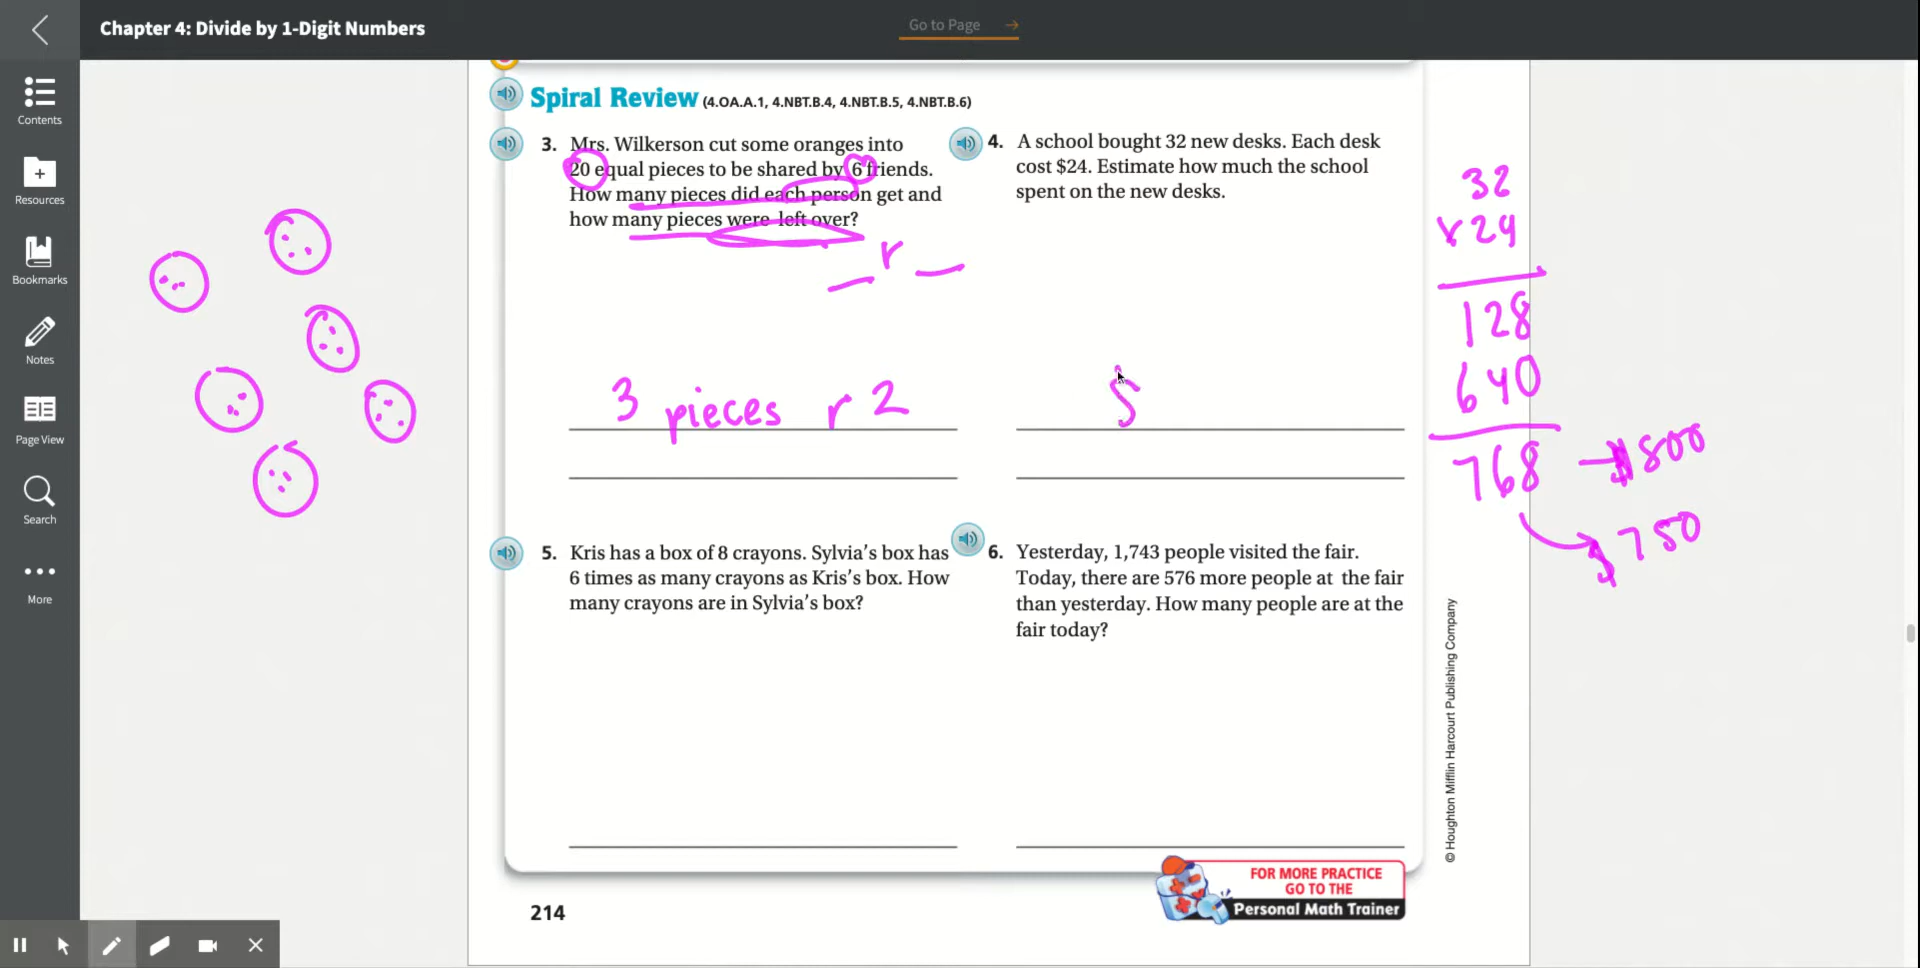 Chapter 4: Divide by 1-Digit Numbers
Go to Page →
Contents
Resources
Bookmarks
Notes
Page View
Search
More
Spiral Review (4.OA.A.1, 4.NBT.B.4, 4.NBT.B.5, 4.NBT.B.6)
3. Mrs. Wilkerson cut some oranges into
20 equal pieces to be shared by 6 friends.
How many pieces did each person get and
how many pieces were left over?
r
3 pieces r 2
4. A school bought 32 new desks. Each desk
cost $24. Estimate how much the school
spent on the new desks.
32
x24
128
640
768
→$800
$750
5. Kris has a box of 8 crayons. Sylvia’s box has
6 times as many crayons as Kris’s box. How
many crayons are in Sylvia’s box?
6. Yesterday, 1,743 people visited the fair.
Today, there are 576 more people at the fair
than yesterday. How many people are at the
fair today?
© Houghton Mifflin Harcourt Publishing Company
FOR MORE PRACTICE
GO TO THE
Personal Math Trainer
214